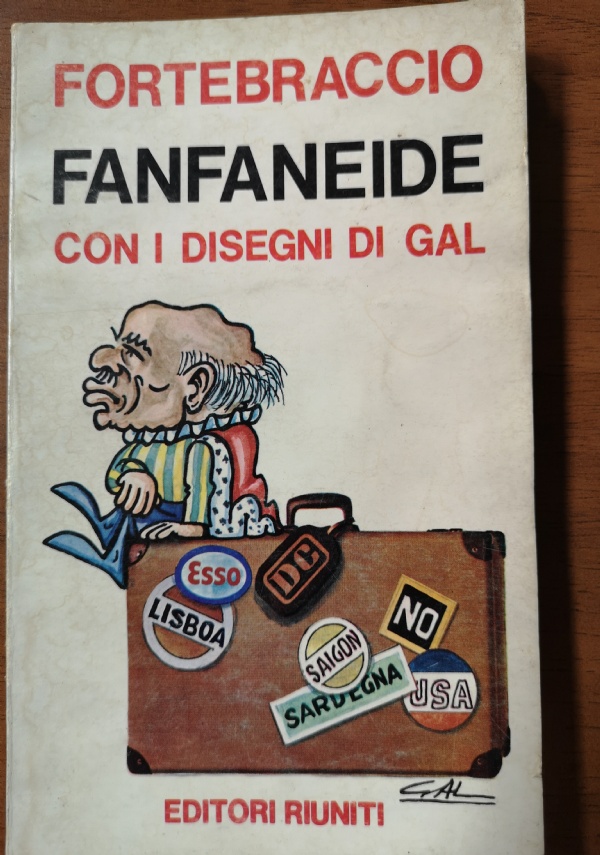 FORTEBRACCIO
FANFANEIDE
CON I DISEGNI DI GAL
Esso
DC
LISBOA
NO
SAIGON
SARDEGNA
USA
GAL
EDITORI RIUNITI